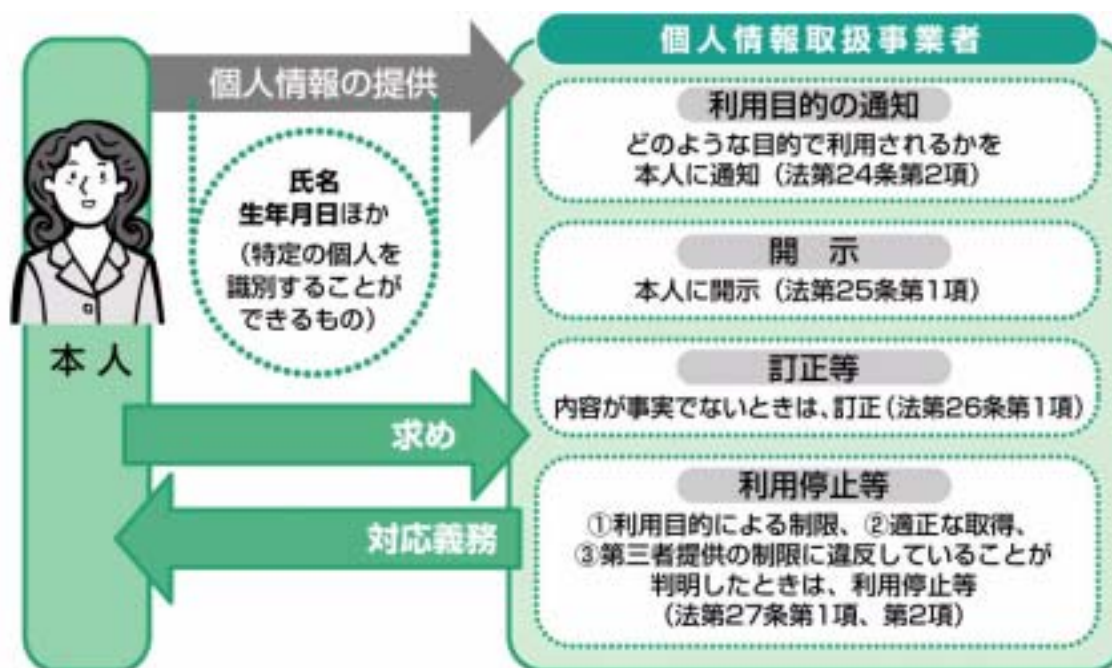 個人情報の提供
氏名
生年月日ほか
（特定の個人を
識別することが
できるもの）
本人
求め
対応義務
個人情報取扱事業者
利用目的の通知
どのような目的で利用されるかを
本人に通知（法第24条第2項）
開　示
本人に開示（法第25条第1項）
訂正等
内容が事実でないときは、訂正（法第26条第1項）
利用停止等
①利用目的による制限、②適正な取得、
③第三者提供の制限に違反していることが
判明したときは、利用停止等
（法第27条第1項、第2項）